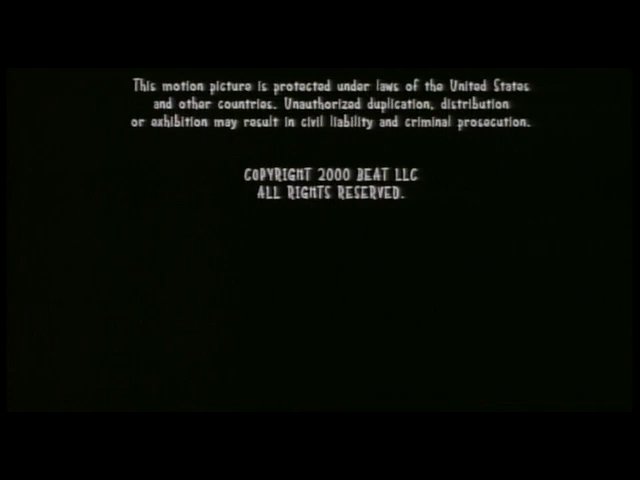 This motion picture is protected under laws of the United States
and other countries. Unauthorized duplication, distribution
or exhibition may result in civil liability and criminal prosecution.
COPYRIGHT 2000 BEAT LLC
ALL RIGHTS RESERVED.